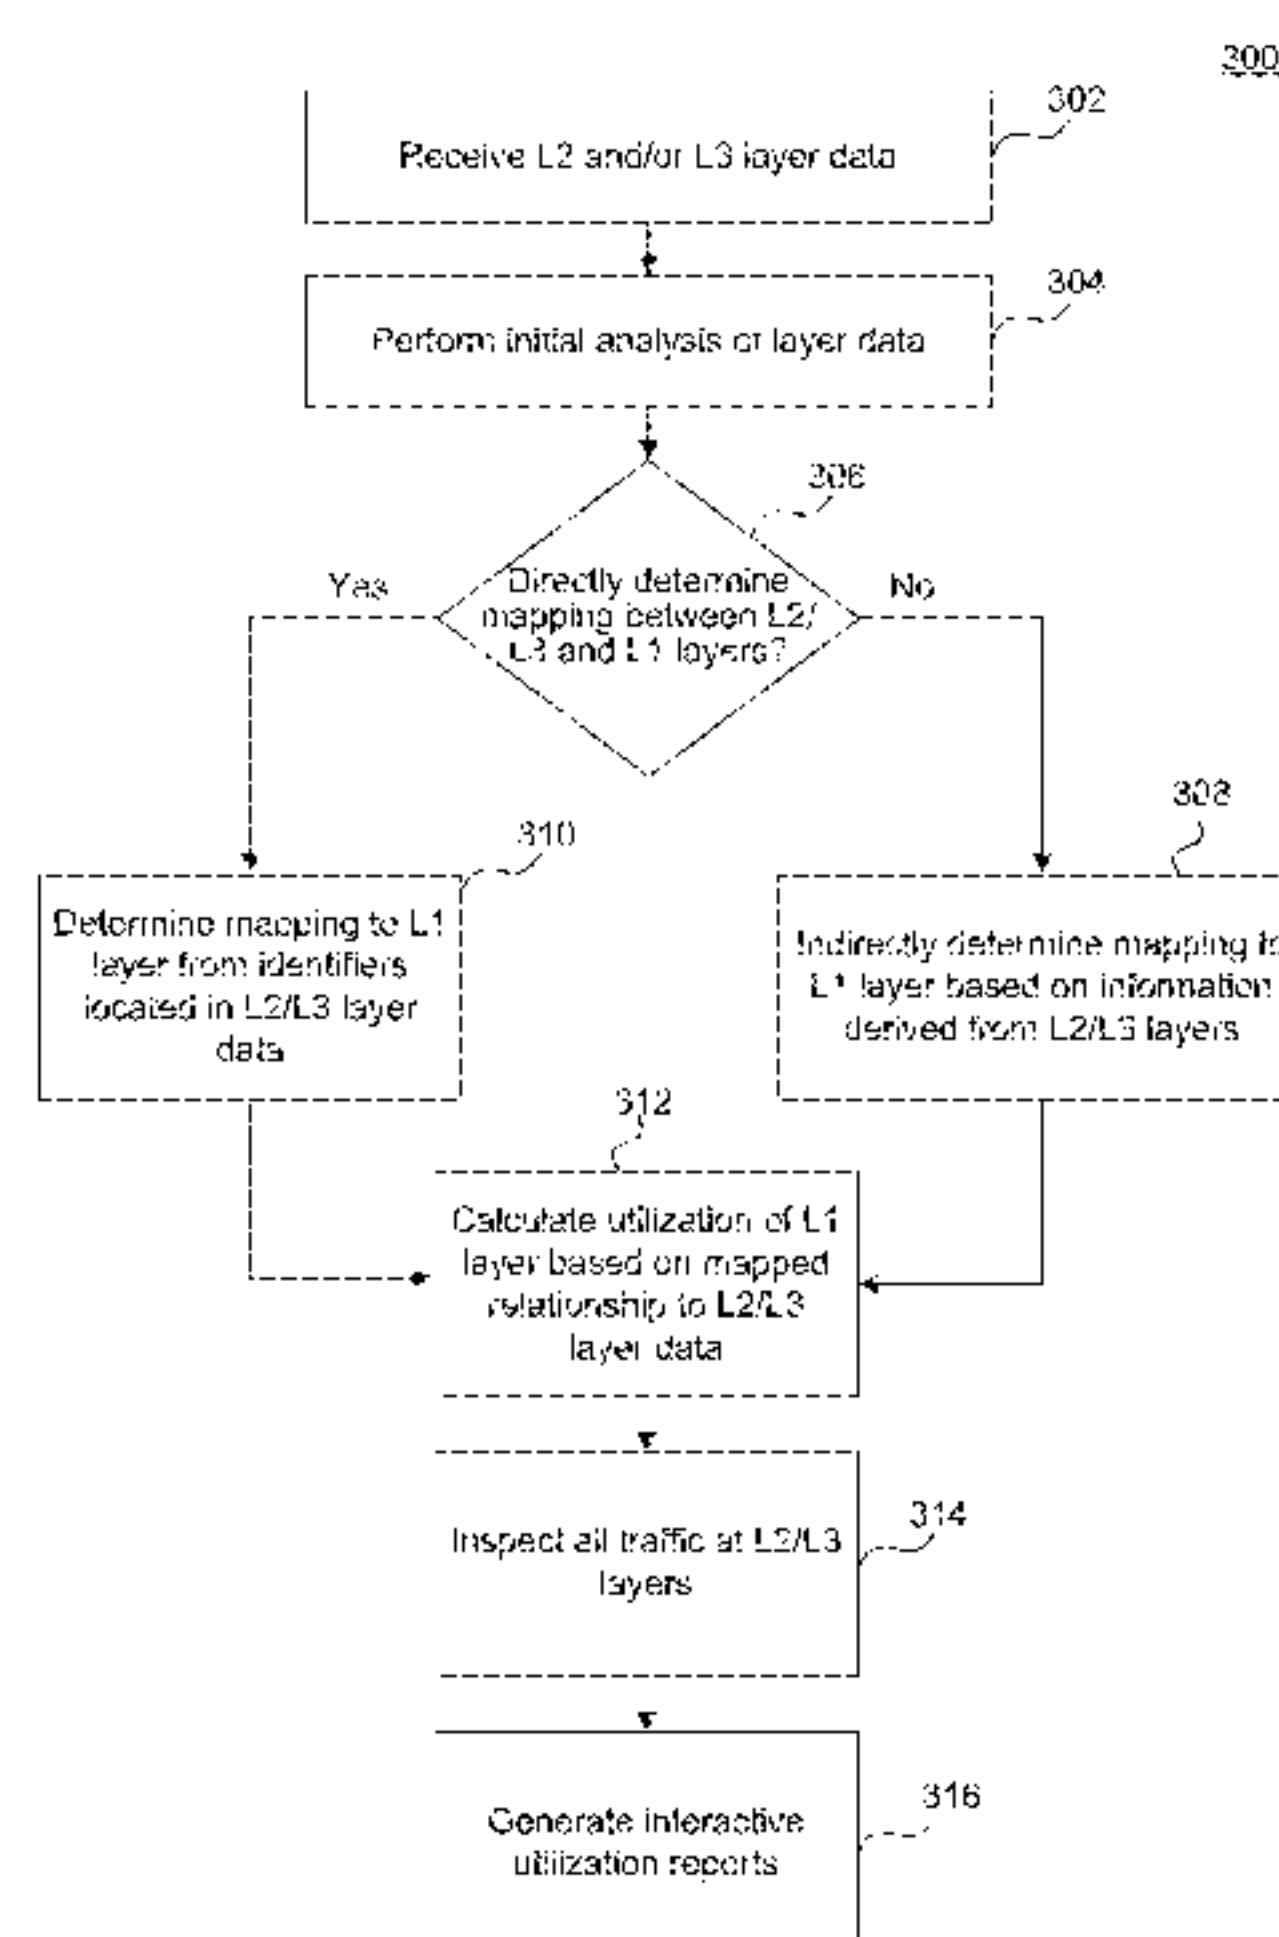 300
302
Receive L2 and/or L3 layer data
304
Perform initial analysis of layer data
306
Yes
No
Directly determine
mapping between L2/
L3 and L1 layers?
308
310
Determine mapping to L1
layer from identifiers
located in L2/L3 layer
data
Indirectly determine mapping to
L1 layer based on information
derived from L2/L3 layers
312
Calculate utilization of L1
layer based on mapped
relationship to L2/L3
layer data
314
Inspect all traffic at L2/L3
layers
316
Generate interactive
utilization reports